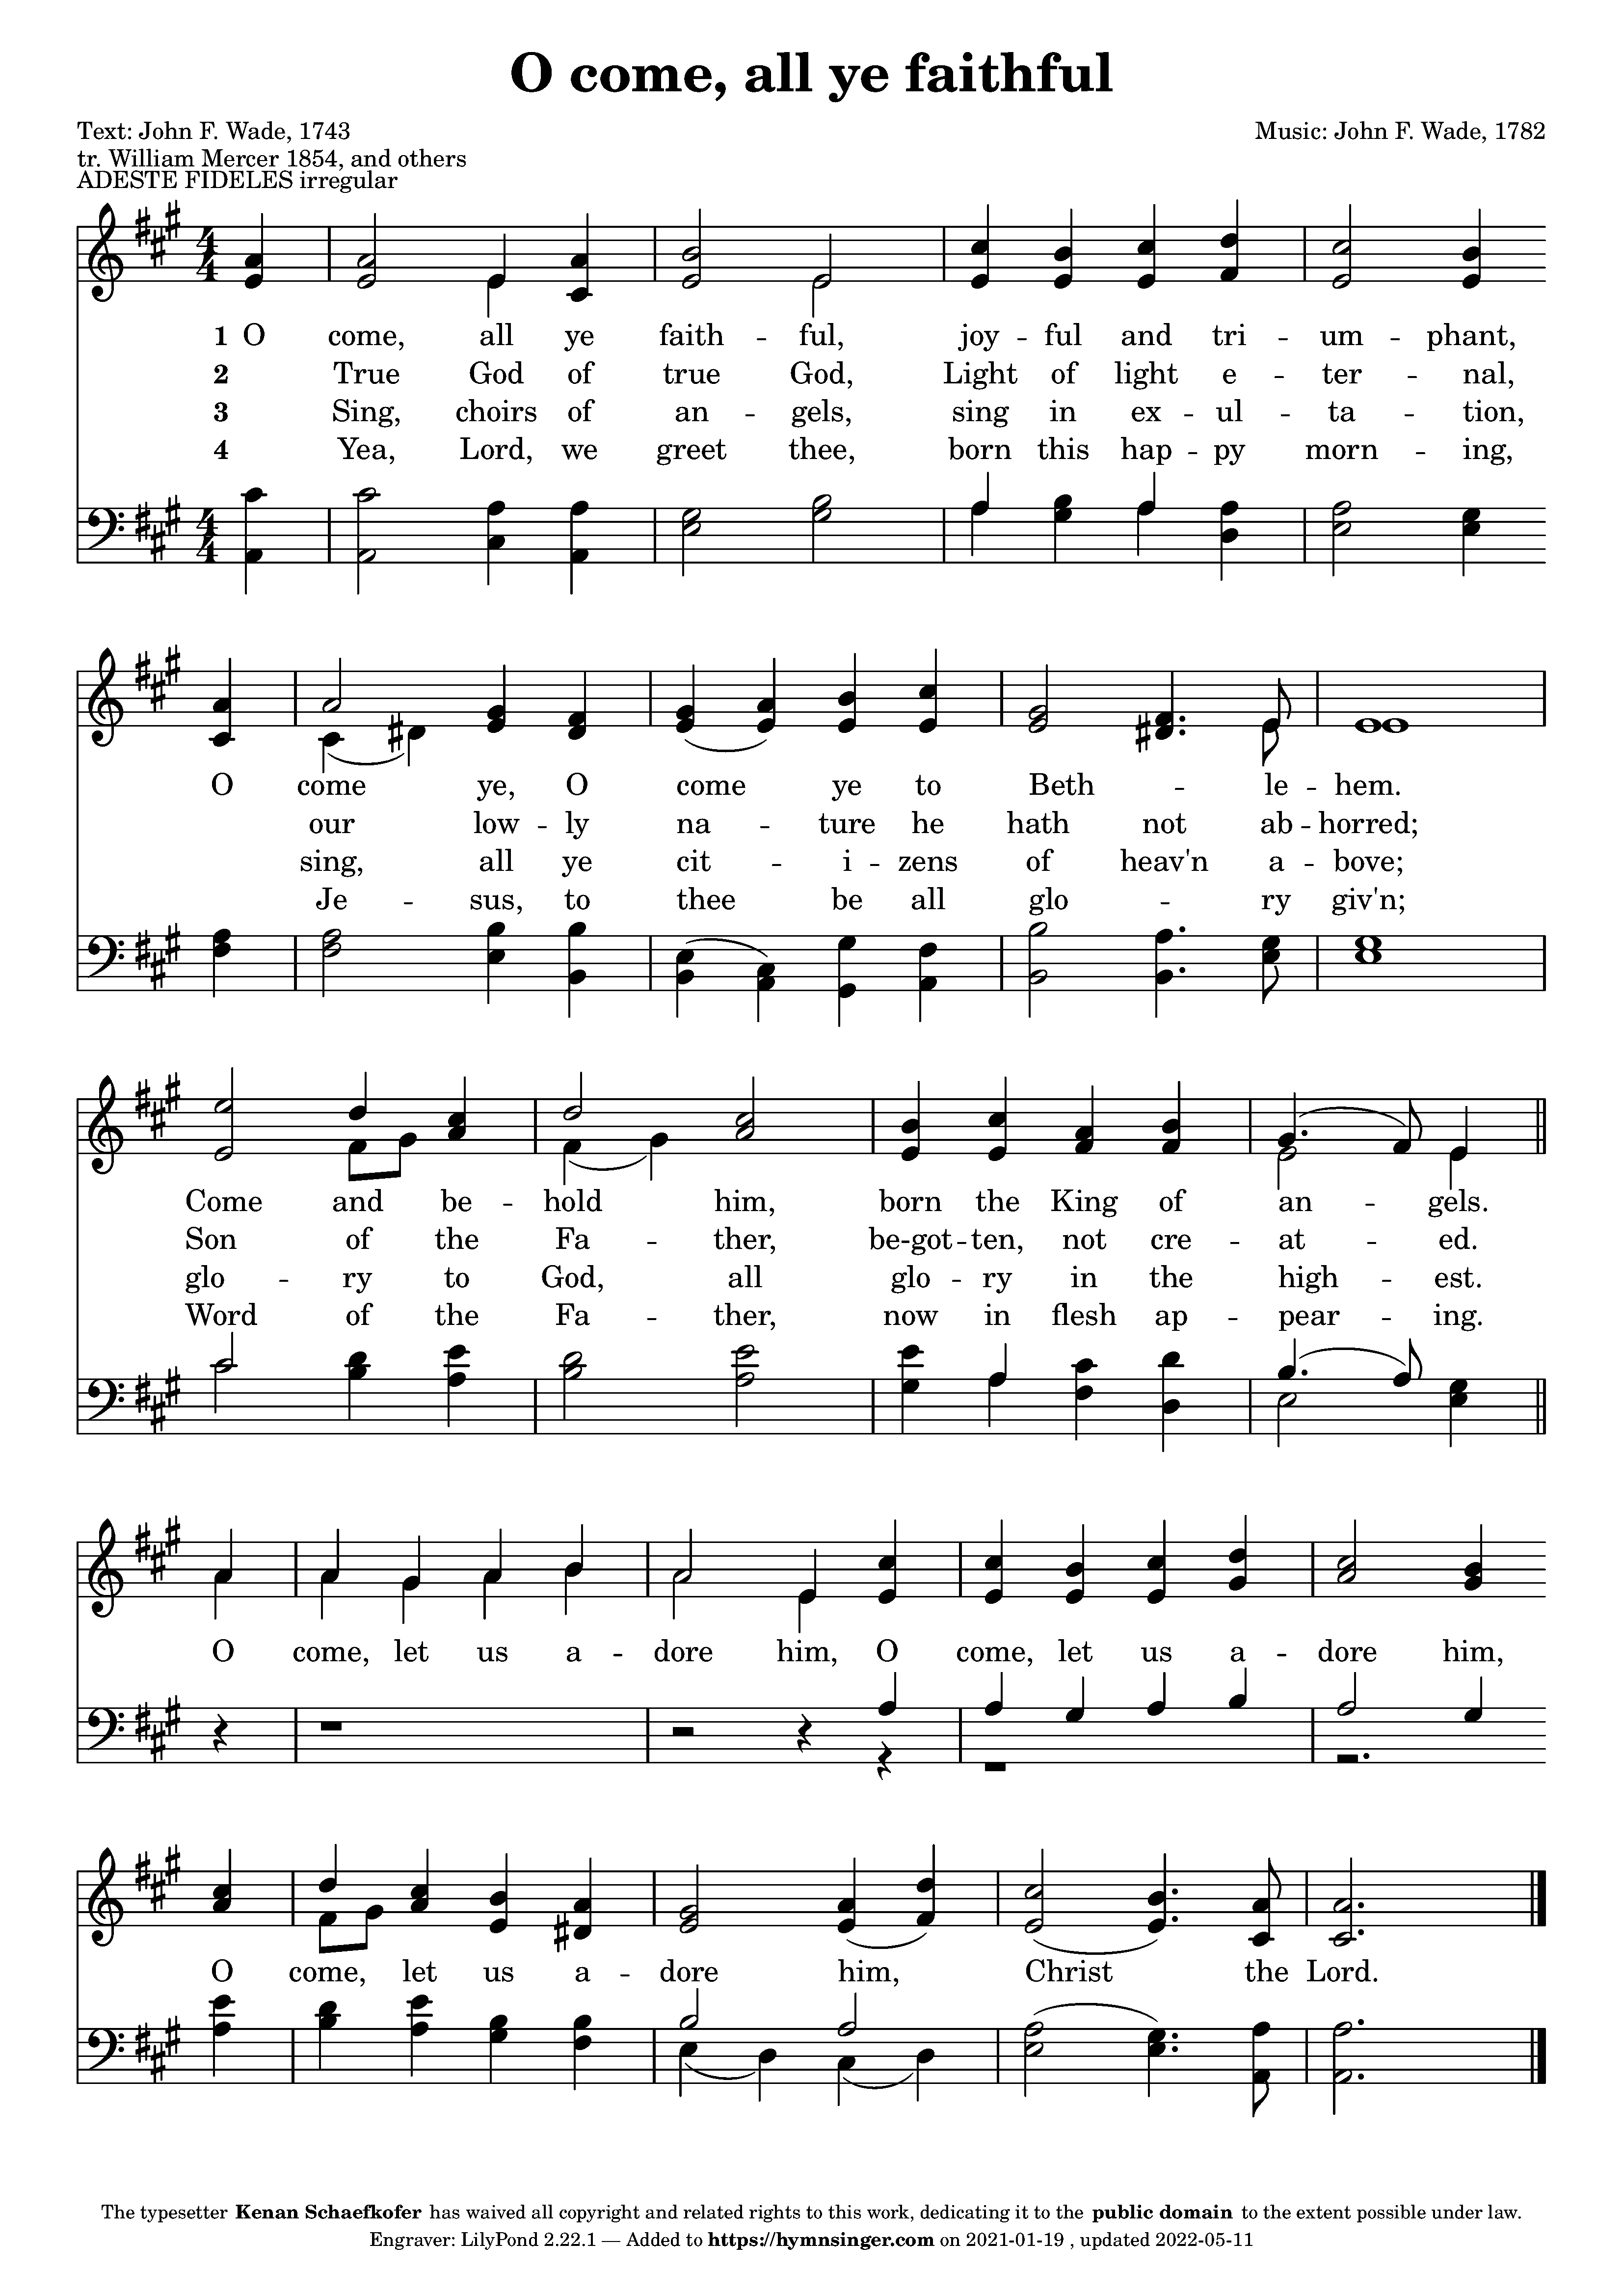 O come, all ye faithful
Text: John F. Wade, 1743
Music: John F. Wade, 1782
tr. William Mercer 1854, and others
ADESTE FIDELES irregular
1 O come, all ye faith -- ful, joy -- ful and tri -- um -- phant,
2 True God of true God, Light of light e -- ter -- nal,
3 Sing, choirs of an -- gels, sing in ex -- ul -- ta -- tion,
4 Yea, Lord, we greet thee, born this hap -- py morn -- ing,
O come ye, O come ye to Beth -- le -- hem.
our low -- ly na -- ture he hath not ab -- horred;
sing, all ye cit -- i -- zens of heav'n a -- bove;
Je -- sus, to thee be all glo -- ry giv'n;
Come and be -- hold him, born the King of an -- gels.
Son of the Fa -- ther, be-got -- ten, not cre -- at -- ed.
glo -- ry to God, all glo -- ry in the high -- est.
Word of the Fa -- ther, now in flesh ap -- pear -- ing.
O come, let us a -- dore him, O come, let us a -- dore him,
O come, let us a -- dore him, Christ the Lord.
The typesetter Kenan Schaefkofer has waived all copyright and related rights to this work, dedicating it to the public domain to the extent possible under law.
Engraver: LilyPond 2.22.1 — Added to https://hymnsinger.com on 2021-01-19 , updated 2022-05-11